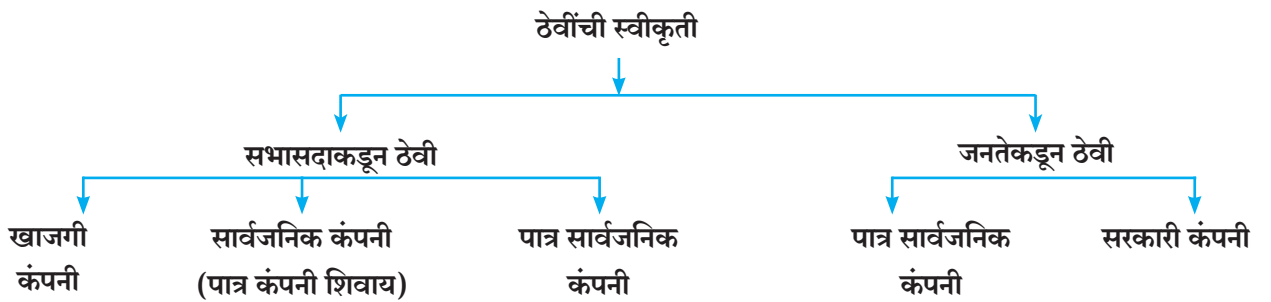 ठेवींची स्वीकृती
सभासदाकडून ठेवी
जनतेकडून ठेवी
खाजगी
कंपनी
सार्वजनिक कंपनी
(पात्र कंपनी शिवाय)
पात्र सार्वजनिक
कंपनी
पात्र सार्वजनिक
कंपनी
सरकारी कंपनी